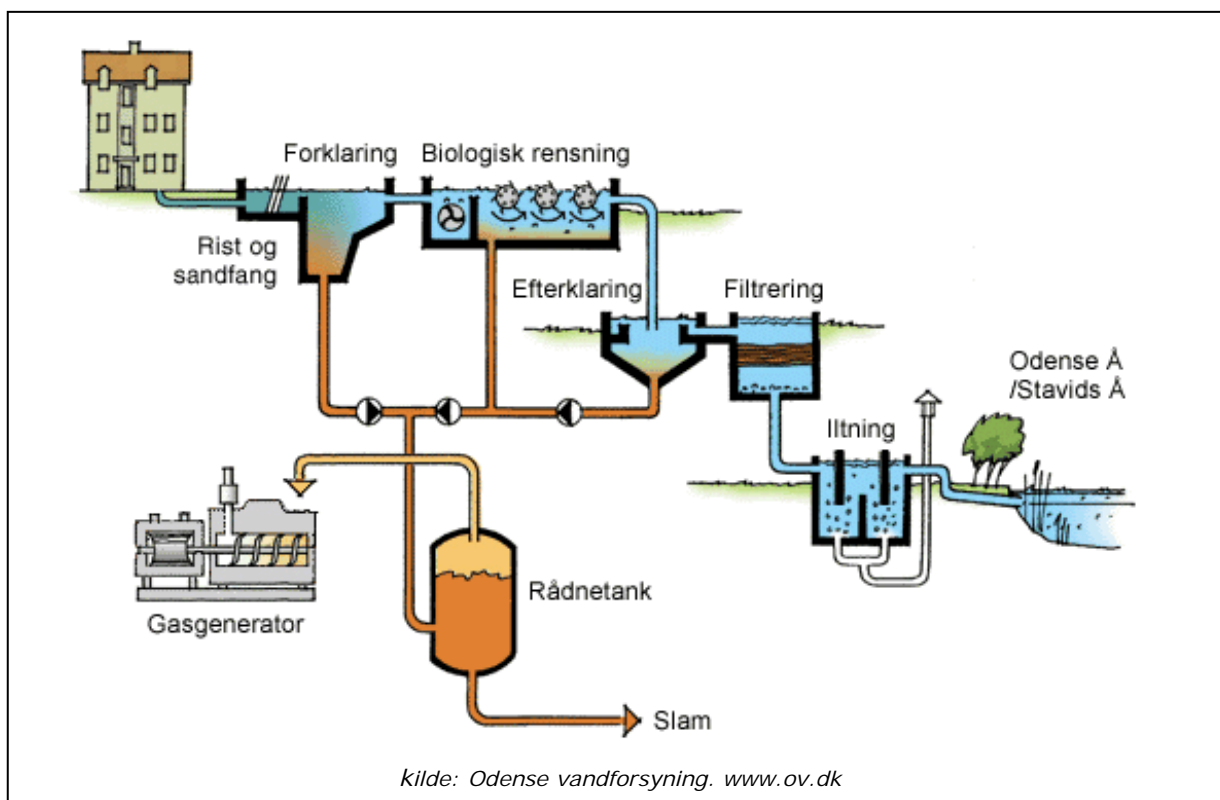 Forklaring
Biologisk rensning
Rist og
sandfang
Efterklaring
Filtrering
Odense Å
/Stavids Å
Iltning
Rådnetank
Gasgenerator
Slam
kilde: Odense vandforsyning. www.ov.dk